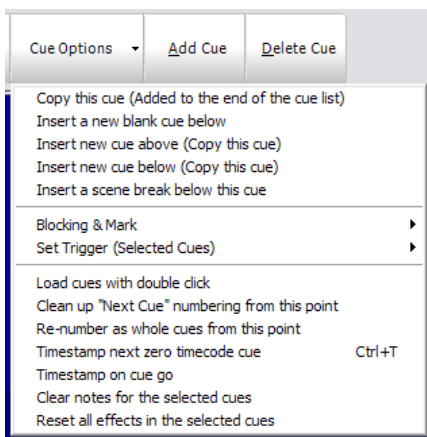 Cue Options Add Cue Delete Cue
Copy this cue (Added to the end of the cue list)
Insert a new blank cue below
Insert new cue above (Copy this cue)
Insert new cue below (Copy this cue)
Insert a scene break below this cue
Blocking & Mark
Set Trigger (Selected Cues)
Load cues with double click
Clean up "Next Cue" numbering from this point
Re-number as whole cues from this point
Timestamp next zero timecode cue Ctrl+T
Timestamp on cue go
Clear notes for the selected cues
Reset all effects in the selected cues